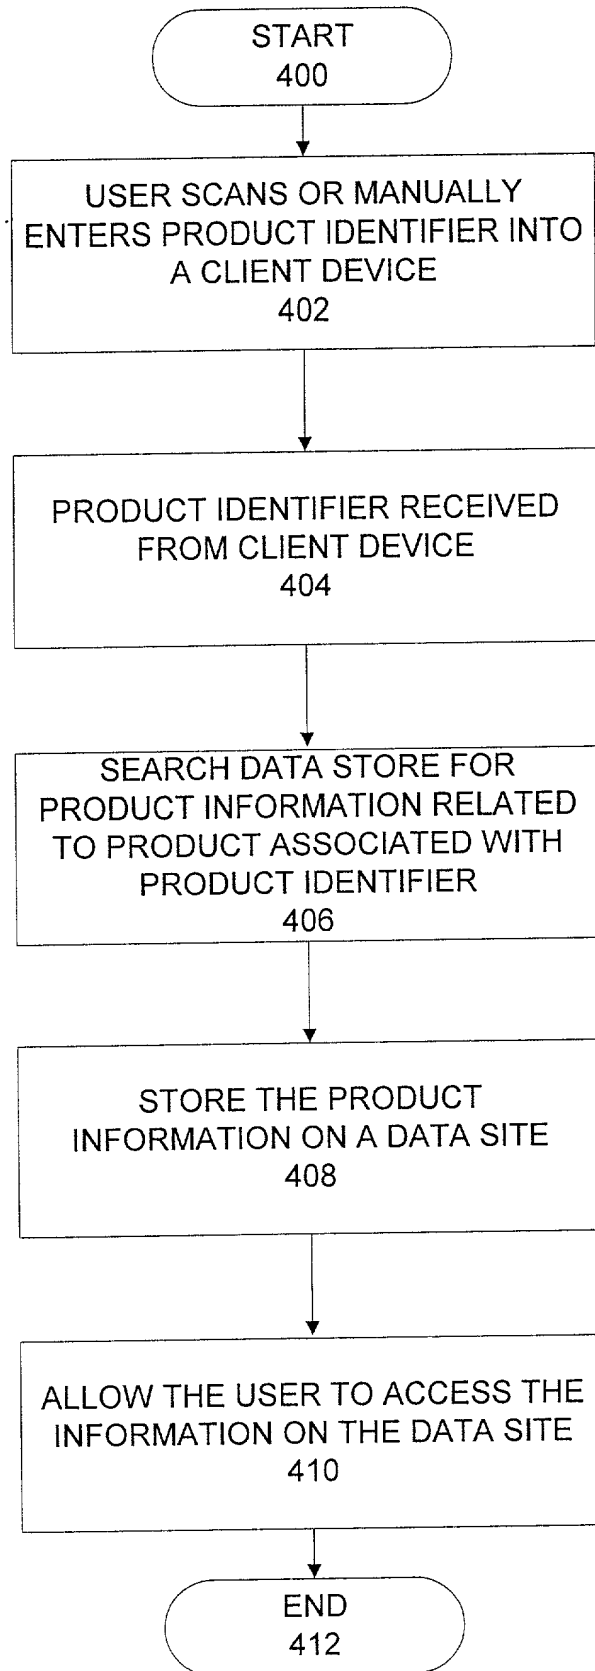 START
400
USER SCANS OR MANUALLY
ENTERS PRODUCT IDENTIFIER INTO
A CLIENT DEVICE
402
PRODUCT IDENTIFIER RECEIVED
FROM CLIENT DEVICE
404
SEARCH DATA STORE FOR
PRODUCT INFORMATION RELATED
TO PRODUCT ASSOCIATED WITH
PRODUCT IDENTIFIER
406
STORE THE PRODUCT
INFORMATION ON A DATA SITE
408
ALLOW THE USER TO ACCESS THE
INFORMATION ON THE DATA SITE
410
END
412